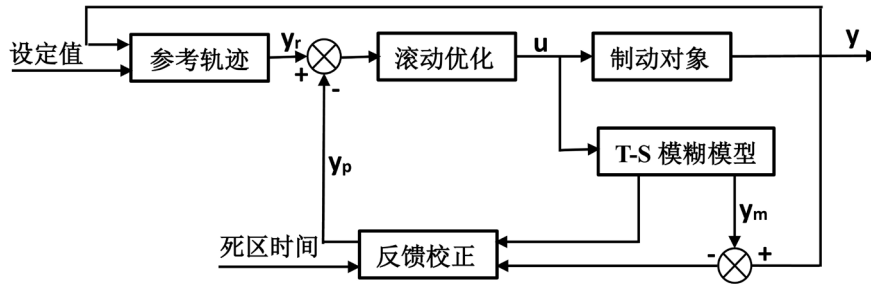 设定值
参考轨迹
yr
+
-
滚动优化
u
制动对象
y
T-S 模糊模型
yp
ym
死区时间
反馈校正
-
+